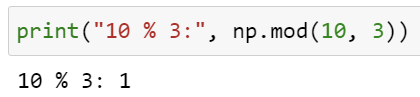 print("10 % 3:", np.mod(10, 3))
10 % 3: 1